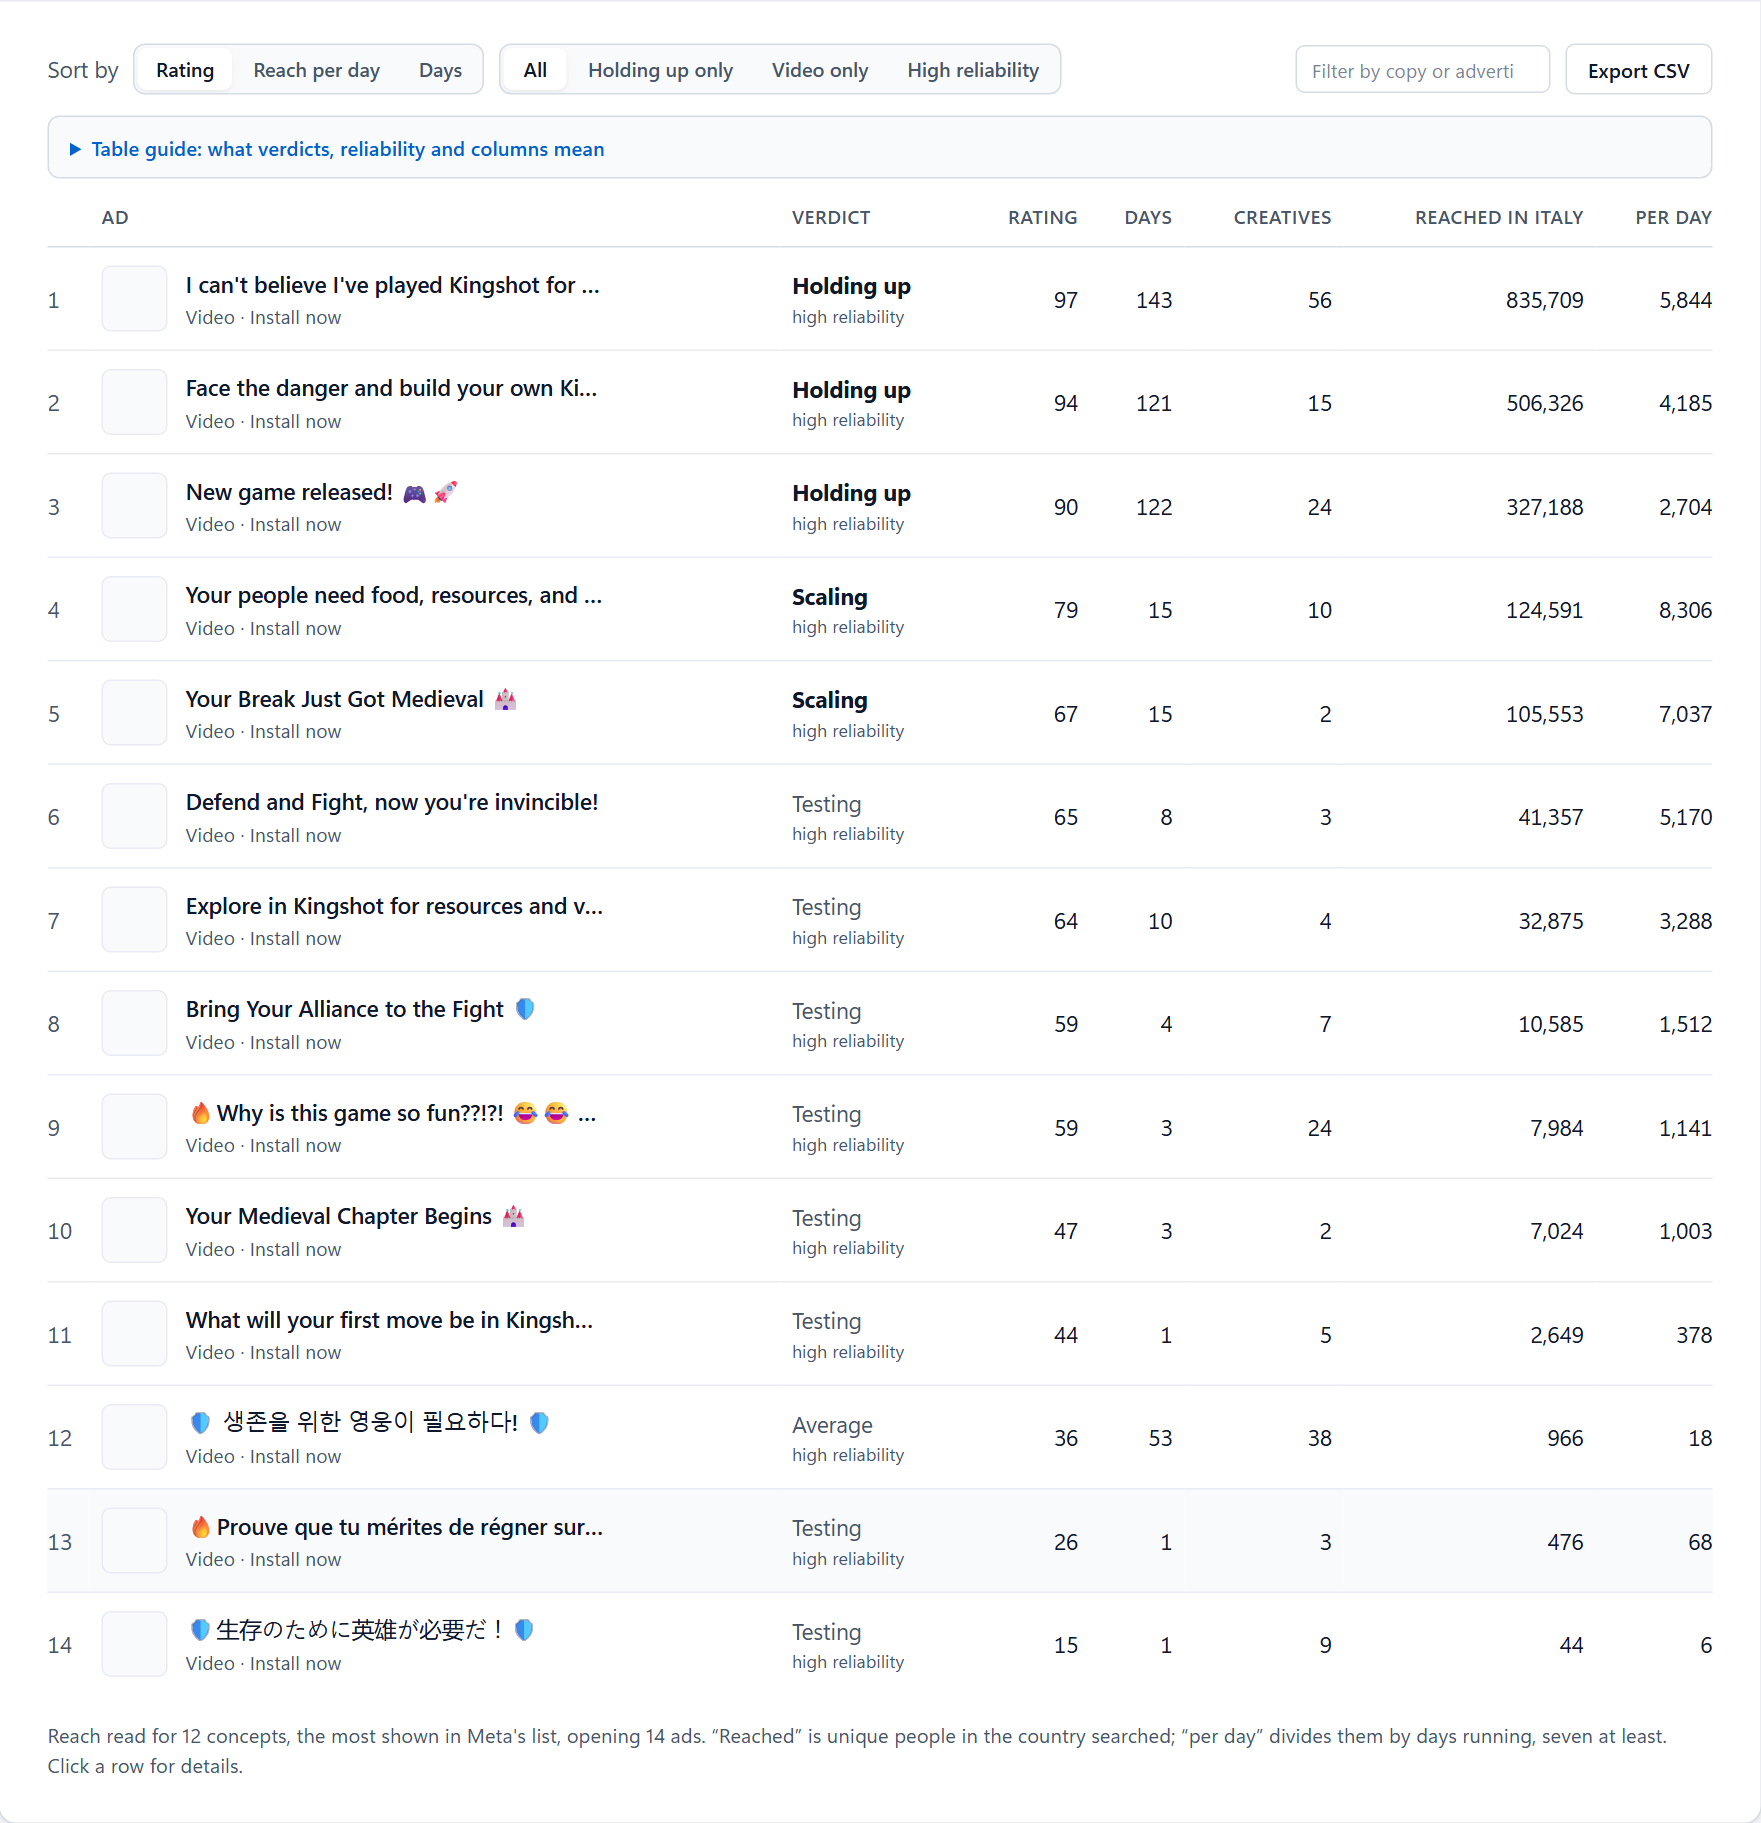 Sort by Rating Reach per day Days All Holding up only Video only High reliability Filter by copy or adverti Export CSV
▶ Table guide: what verdicts, reliability and columns mean
AD VERDICT RATING DAYS CREATIVES REACHED IN ITALY PER DAY
1 I can't believe I've played Kingshot for ... Holding up 97 143 56 835,709 5,844
Video · Install now high reliability
2 Face the danger and build your own Ki... Holding up 94 121 15 506,326 4,185
Video · Install now high reliability
3 New game released! 🎮 🚀 Holding up 90 122 24 327,188 2,704
Video · Install now high reliability
4 Your people need food, resources, and ... Scaling 79 15 10 124,591 8,306
Video · Install now high reliability
5 Your Break Just Got Medieval 🏰 Scaling 67 15 2 105,553 7,037
Video · Install now high reliability
6 Defend and Fight, now you're invincible! Testing 65 8 3 41,357 5,170
Video · Install now high reliability
7 Explore in Kingshot for resources and v... Testing 64 10 4 32,875 3,288
Video · Install now high reliability
8 Bring Your Alliance to the Fight 🛡️ Testing 59 4 7 10,585 1,512
Video · Install now high reliability
9 🔥Why is this game so fun??!?! 😂😂 ... Testing 59 3 24 7,984 1,141
Video · Install now high reliability
10 Your Medieval Chapter Begins 🏰 Testing 47 3 2 7,024 1,003
Video · Install now high reliability
11 What will your first move be in Kingsh... Testing 44 1 5 2,649 378
Video · Install now high reliability
12 🛡️ 생존을 위한 영웅이 필요하다! 🛡️ Average 36 53 38 966 18
Video · Install now high reliability
13 🔥Prouve que tu mérites de régner sur... Testing 26 1 3 476 68
Video · Install now high reliability
14 🛡️生存のために英雄が必要だ！🛡️ Testing 15 1 9 44 6
Video · Install now high reliability
Reach read for 12 concepts, the most shown in Meta's list, opening 14 ads. “Reached” is unique people in the country searched; “per day” divides them by days running, seven at least.
Click a row for details.